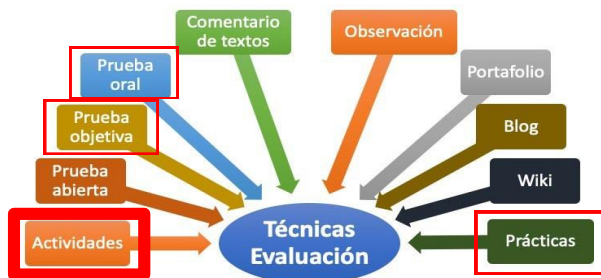 Comentario
de textos
Observación
Prueba
oral
Portafolio
Prueba
objetiva
Blog
Prueba
abierta
Wiki
Actividades
Técnicas
Evaluación
Prácticas